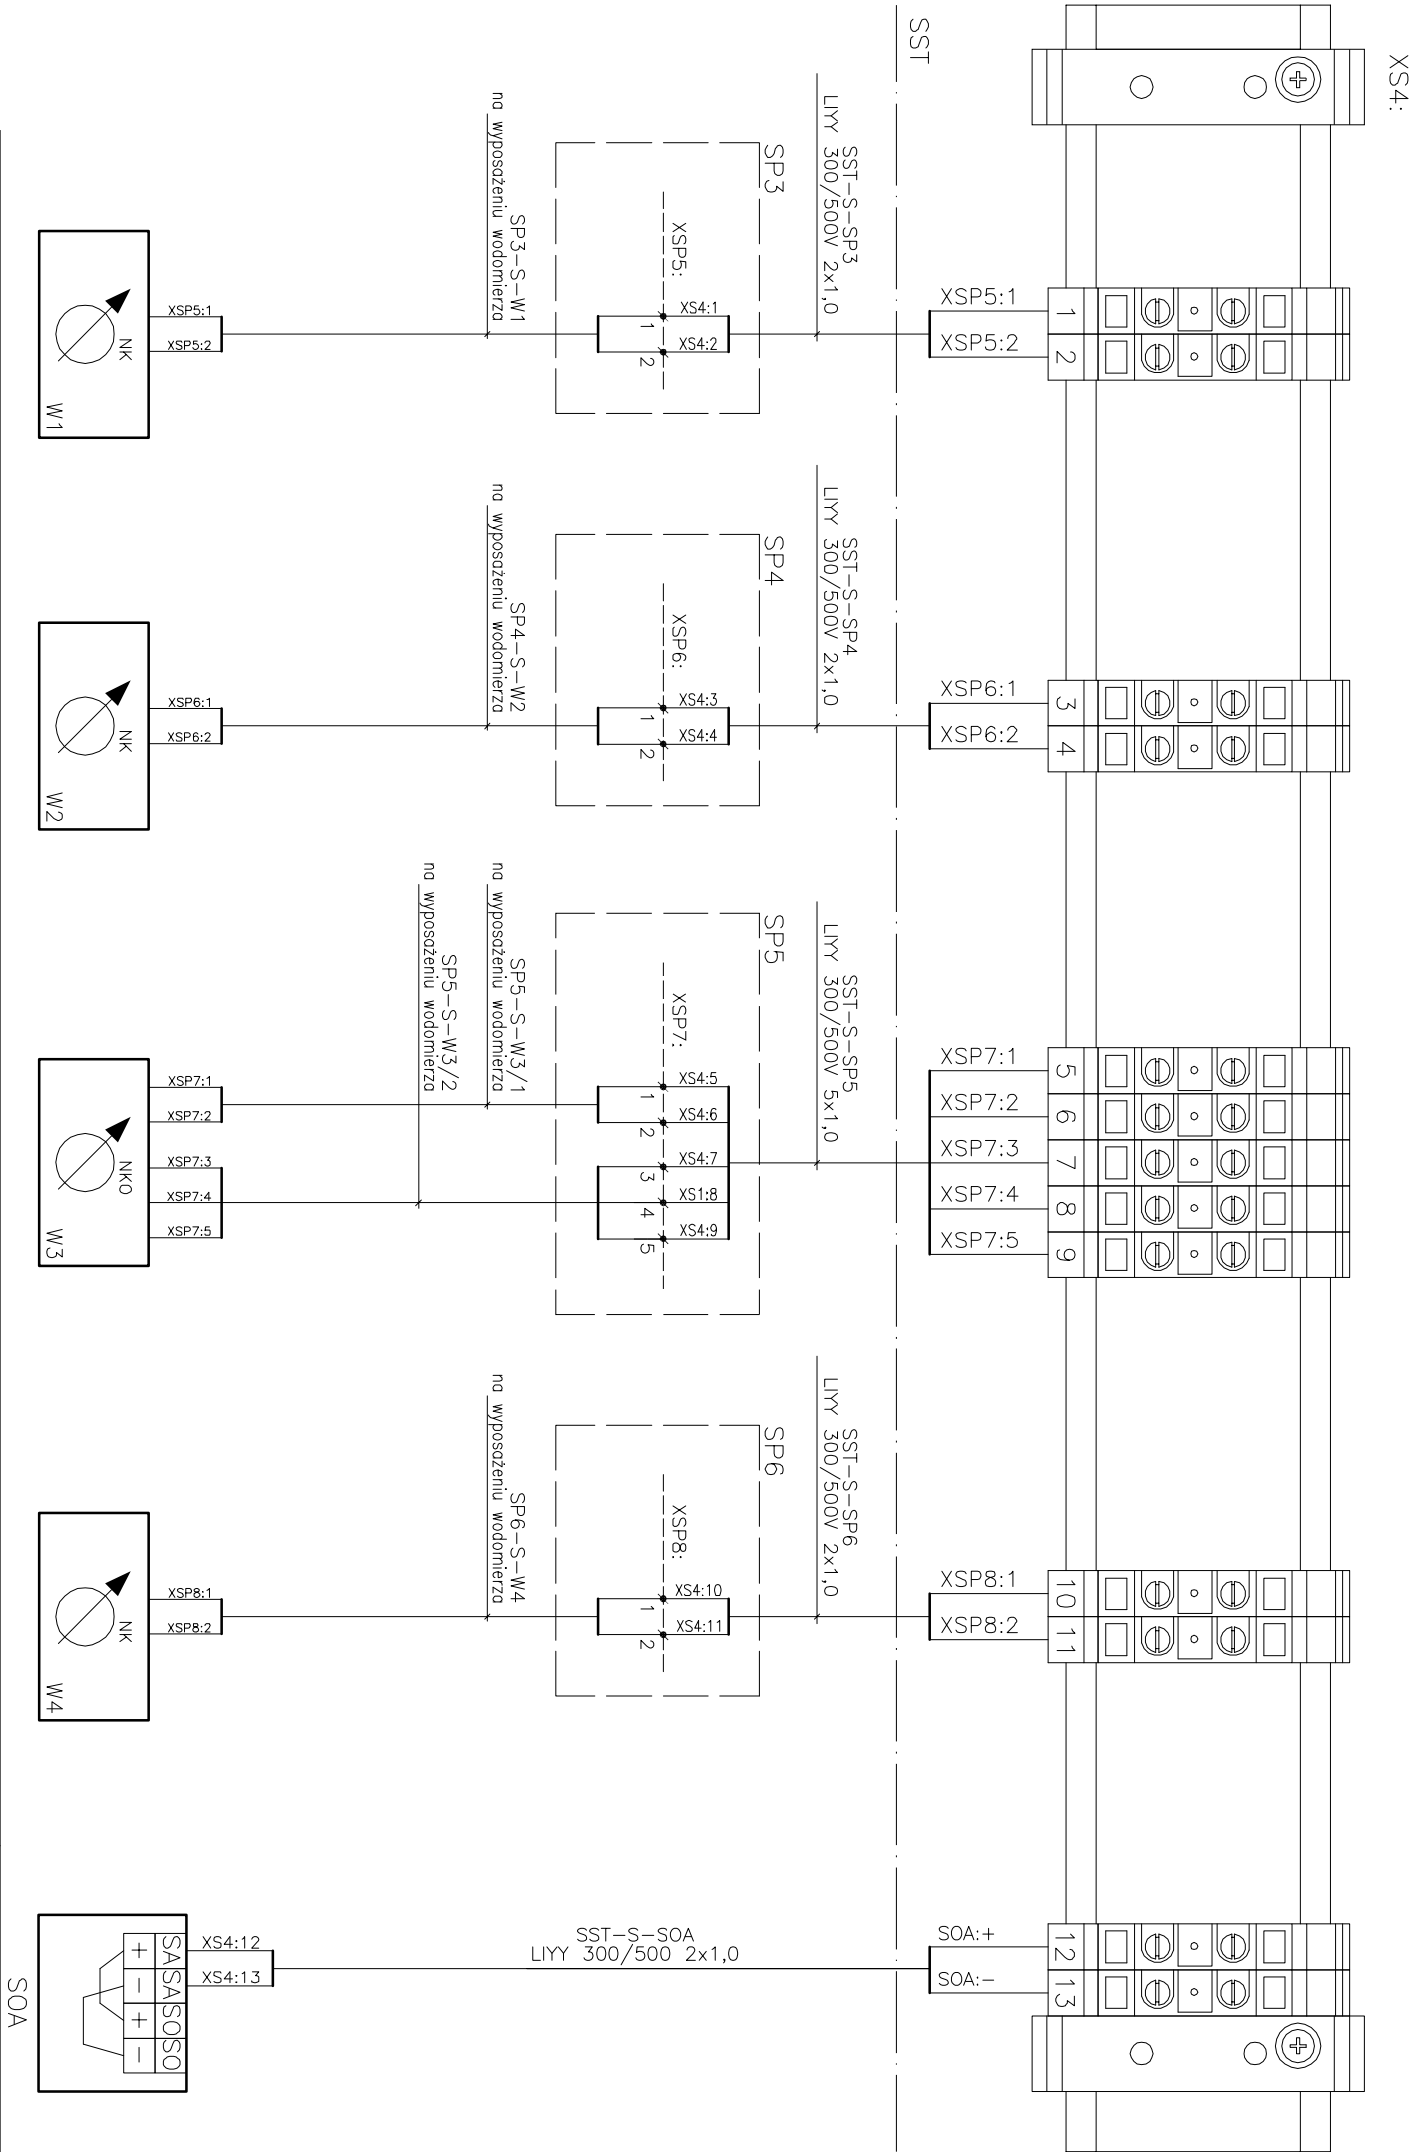 XS4:
SST
1
2
3
4
5
6
7
8
9
10
11
12
13
XSP5:1
XSP5:2
XSP6:1
XSP6:2
XSP7:1
XSP7:2
XSP7:3
XSP7:4
XSP7:5
XSP8:1
XSP8:2
SOA:+
SOA:-
SST-S-SP3
LIYY 300/500V 2x1,0
SST-S-SP4
LIYY 300/500V 2x1,0
SST-S-SP5
LIYY 300/500V 5x1,0
SST-S-SP6
LIYY 300/500V 2x1,0
SST-S-SOA
LIYY 300/500 2x1,0
SP3
XSP5:
XS4:1
XS4:2
1
2
SP4
XSP6:
XS4:3
XS4:4
1
2
SP5
XSP7:
XS4:5
XS4:6
XS4:7
XS1:8
XS4:9
1
2
3
4
5
SP6
XSP8:
XS4:10
XS4:11
1
2
SP3-S-W1
na wyposażeniu wodomierza
SP4-S-W2
na wyposażeniu wodomierza
SP5-S-W3/1
na wyposażeniu wodomierza
SP5-S-W3/2
na wyposażeniu wodomierza
SP6-S-W4
na wyposażeniu wodomierza
XSP5:1
XSP5:2
NK
W1
XSP6:1
XSP6:2
NK
W2
XSP7:1
XSP7:2
XSP7:3
XSP7:4
XSP7:5
NKO
W3
XSP8:1
XSP8:2
NK
W4
XS4:12
XS4:13
SA SA SO SO
+ - + -
SOA